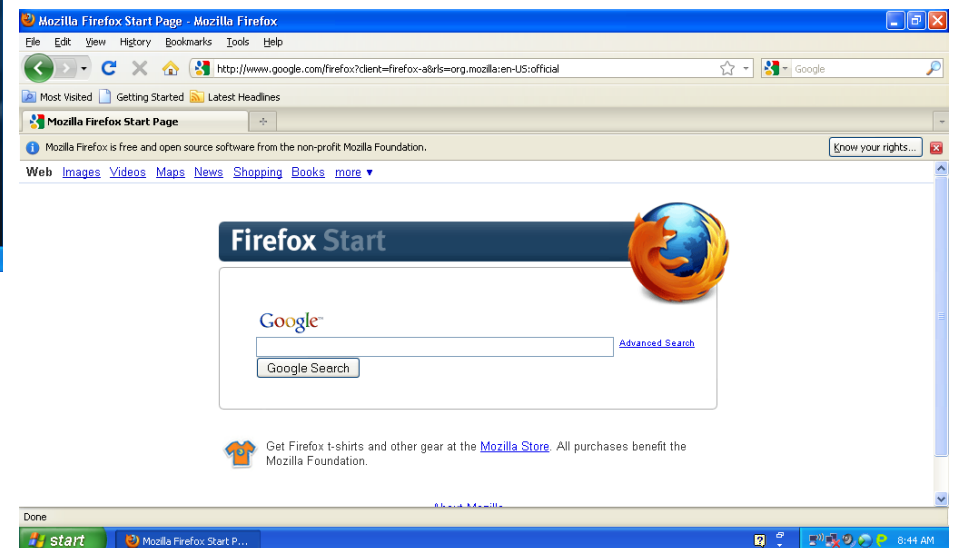 Mozilla Firefox Start Page - Mozilla Firefox
File Edit View History Bookmarks Tools Help
http://www.google.com/firefox?client=firefox-a&rls=org.mozilla:en-US:official Google
Most Visited Getting Started Latest Headlines
Mozilla Firefox Start Page
Mozilla Firefox is free and open source software from the non-profit Mozilla Foundation. Know your rights...
Web Images Videos Maps News Shopping Books more ▼
Firefox Start
Google™
Advanced Search
Google Search
Get Firefox t-shirts and other gear at the Mozilla Store. All purchases benefit the
Mozilla Foundation.
About Mozilla
Done
start Mozilla Firefox Start P... 8:44 AM